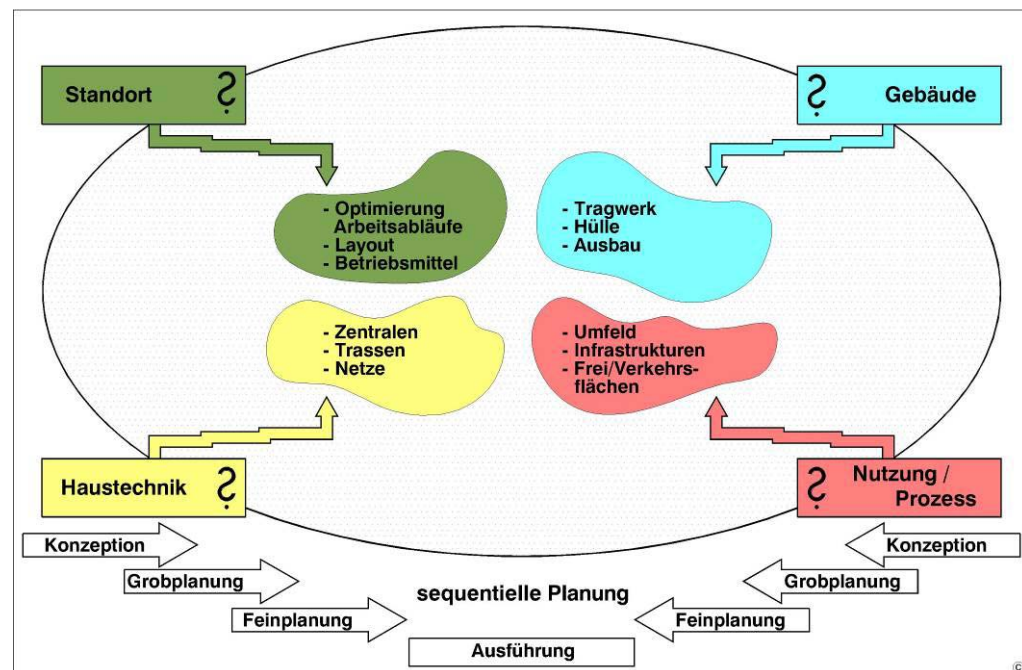 Standort ?
? Gebäude
- Optimierung
Arbeitsabläufe
- Layout
- Betriebsmittel
- Tragwerk
- Hülle
- Ausbau
- Zentralen
- Trassen
- Netze
- Umfeld
- Infrastrukturen
- Frei/Verkehrs-
flächen
Haustechnik ?
? Nutzung /
Prozess
Konzeption
Konzeption
Grobplanung
Grobplanung
sequentielle Planung
Feinplanung
Feinplanung
Ausführung
©